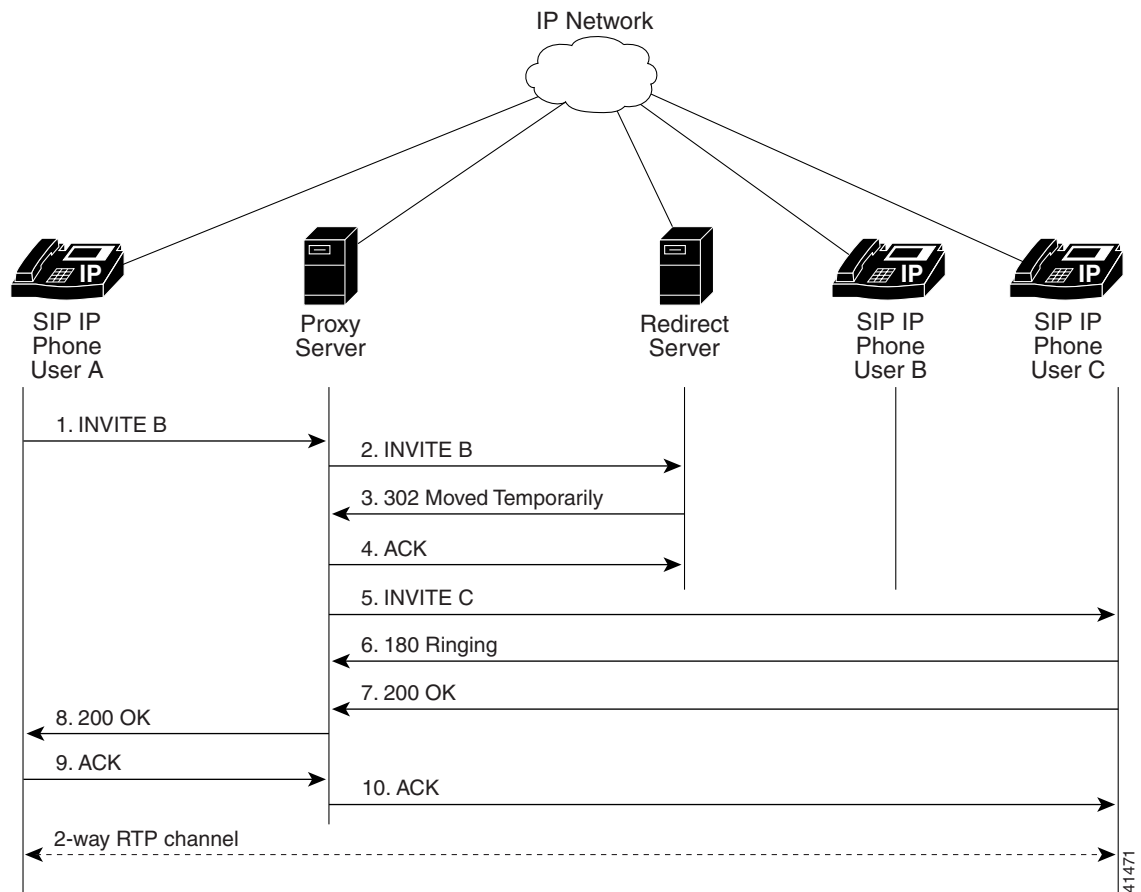 IP Network
IP
IP
IP
SIP IP
Phone
User A
Proxy
Server
Redirect
Server
SIP IP
Phone
User B
SIP IP
Phone
User C
1. INVITE B
2. INVITE B
3. 302 Moved Temporarily
4. ACK
5. INVITE C
6. 180 Ringing
7. 200 OK
8. 200 OK
9. ACK
10. ACK
2-way RTP channel
41471